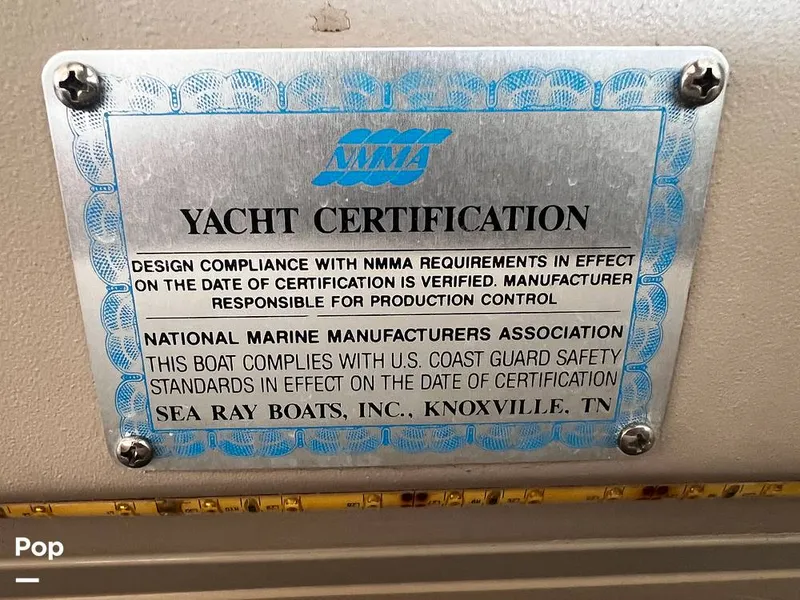 NMMA
YACHT CERTIFICATION
DESIGN COMPLIANCE WITH NMMA REQUIREMENTS IN EFFECT
ON THE DATE OF CERTIFICATION IS VERIFIED. MANUFACTURER
RESPONSIBLE FOR PRODUCTION CONTROL
NATIONAL MARINE MANUFACTURERS ASSOCIATION
THIS BOAT COMPLIES WITH U.S. COAST GUARD SAFETY
STANDARDS IN EFFECT ON THE DATE OF CERTIFICATION
SEA RAY BOATS, INC., KNOXVILLE, TN
Pop